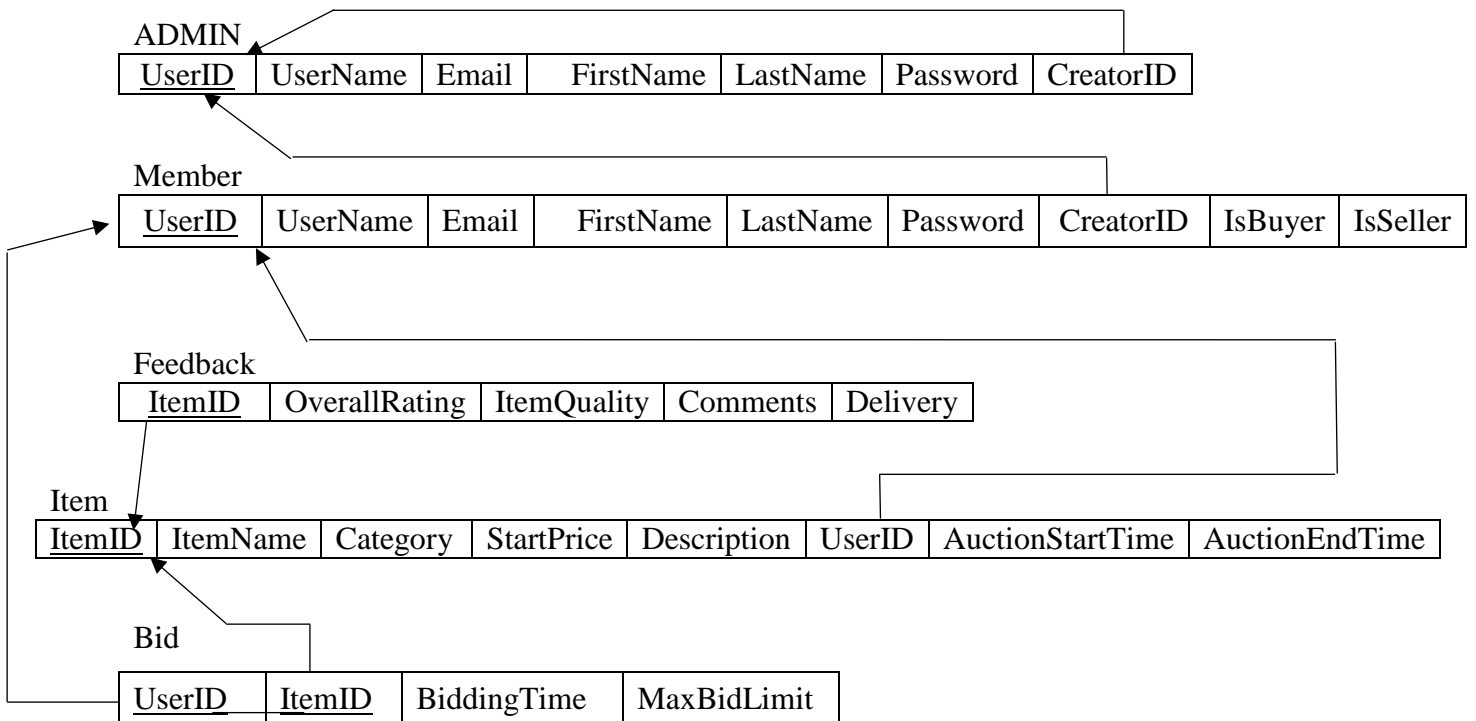 ADMIN
UserID UserName Email FirstName LastName Password CreatorID
Member
UserID UserName Email FirstName LastName Password CreatorID IsBuyer IsSeller
Feedback
ItemID OverallRating ItemQuality Comments Delivery
Item
ItemID ItemName Category StartPrice Description UserID AuctionStartTime AuctionEndTime
Bid
UserID ItemID BiddingTime MaxBidLimit